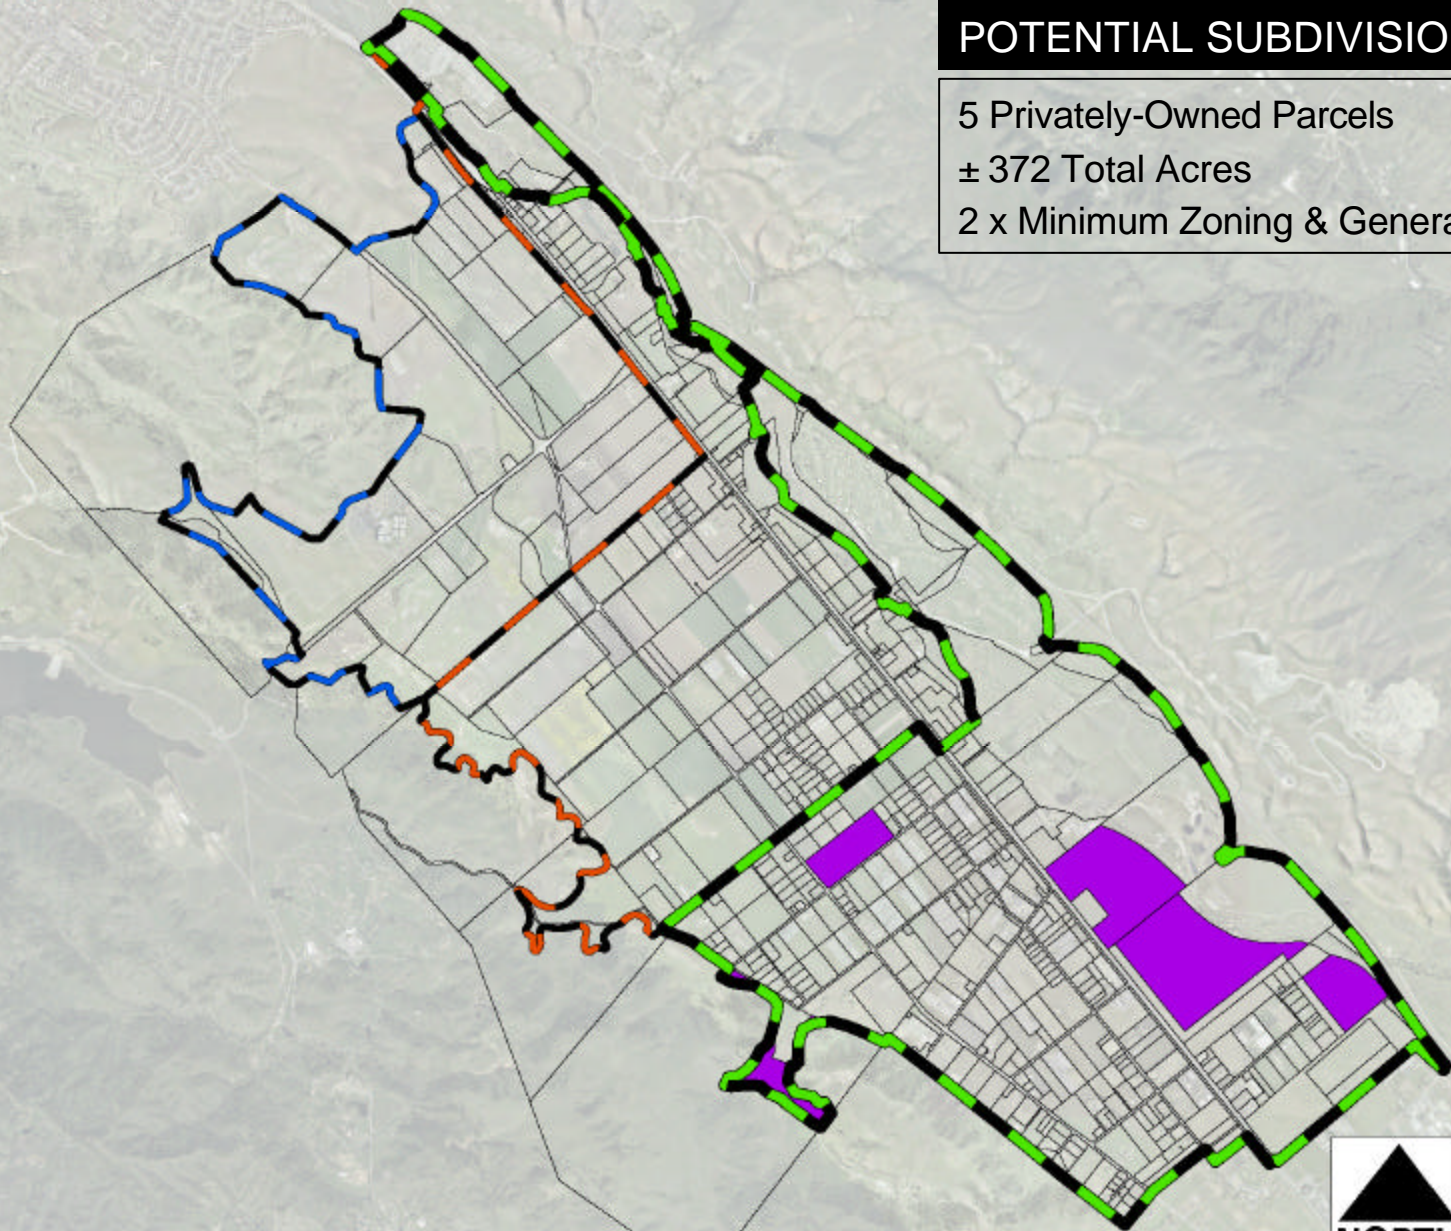 POTENTIAL SUBDIVISIO
5 Privately-Owned Parcels
± 372 Total Acres
2 x Minimum Zoning & Genera